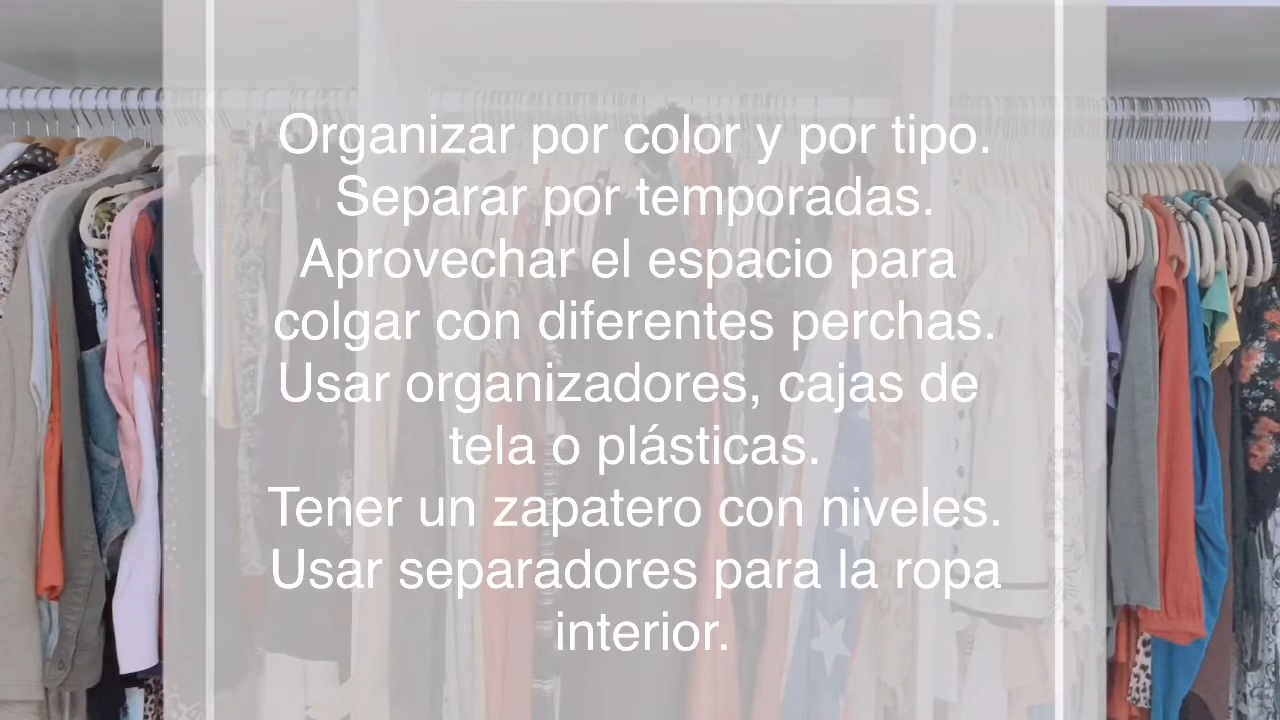 Organizar por color y por tipo.
Separar por temporadas.
Aprovechar el espacio para
colgar con diferentes perchas.
Usar organizadores, cajas de
tela o plásticas.
Tener un zapatero con niveles.
Usar separadores para la ropa
interior.